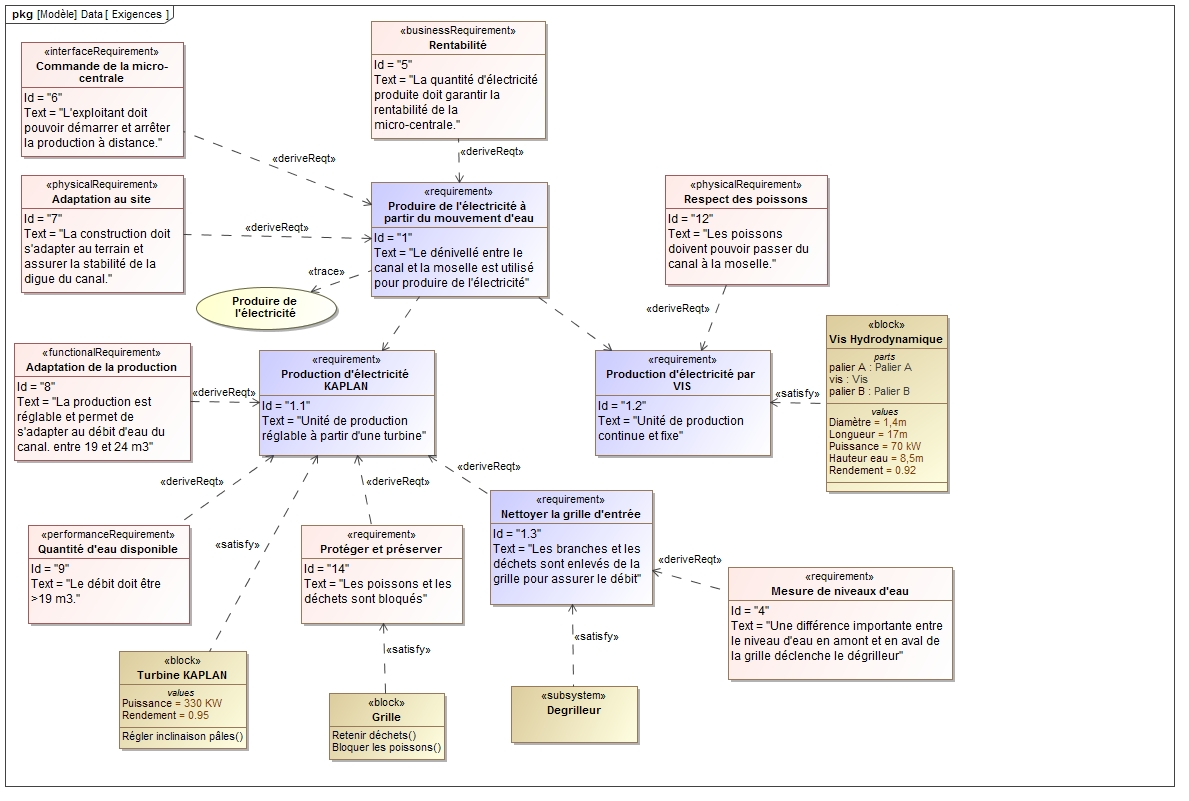 pkg [Modèle] Data [ Exigences ]
«interfaceRequirement»
Commande de la micro-
centrale
Id = "6"
Text = "L'exploitant doit
pouvoir démarrer et arrêter
la production à distance."
«businessRequirement»
Rentabilité
Id = "5"
Text = "La quantité d'électricité
produite doit garantir la
rentabilité de la
micro-centrale."
«deriveReqt»
«deriveReqt»
«physicalRequirement»
Adaptation au site
Id = "7"
Text = "La construction doit
s'adapter au terrain et
assurer la stabilité de la
digue du canal."
«deriveReqt»
«requirement»
Produire de l'électricité à
partir du mouvement d'eau
Id = "1"
Text = "Le dénivellé entre le
canal et la moselle est utilisé
pour produire de l'électricité"
«physicalRequirement»
Respect des poissons
Id = "12"
Text = "Les poissons
doivent pouvoir passer du
canal à la moselle."
«trace»
Produire de
l'électricité
«deriveReqt»
«functionalRequirement»
Adaptation de la production
Id = "8"
Text = "La production est
réglable et permet de
s'adapter au débit d'eau du
canal. entre 19 et 24 m3"
«deriveReqt»
«requirement»
Production d'électricité
KAPLAN
Id = "1.1"
Text = "Unité de production
réglable à partir d'une turbine"
«requirement»
Production d'électricité par
VIS
Id = "1.2"
Text = "Unité de production
continue et fixe"
«satisfy»
«block»
Vis Hydrodynamique
parts
palier A : Palier A
vis : Vis
palier B : Palier B
values
Diamètre = 1,4m
Longueur = 17m
Puissance = 70 kW
Hauteur eau = 8,5m
Rendement = 0.92
«deriveReqt»
«deriveReqt»
«deriveReqt»
«performanceRequirement»
Quantité d'eau disponible
Id = "9"
Text = "Le débit doit être
>19 m3."
«satisfy»
«requirement»
Protéger et préserver
Id = "14"
Text = "Les poissons et les
déchets sont bloqués"
«requirement»
Nettoyer la grille d'entrée
Id = "1.3"
Text = "Les branches et les
déchets sont enlevés de la
grille pour assurer le débit"
«deriveReqt»
«requirement»
Mesure de niveaux d'eau
Id = "4"
Text = "Une différence importante entre
le niveau d'eau en amont et en aval de
la grille déclenche le dégrilleur"
«block»
Turbine KAPLAN
values
Puissance = 330 KW
Rendement = 0.95
Régler inclinaison pâles()
«satisfy»
«block»
Grille
Retenir déchets()
Bloquer les poissons()
«satisfy»
«subsystem»
Degrilleur